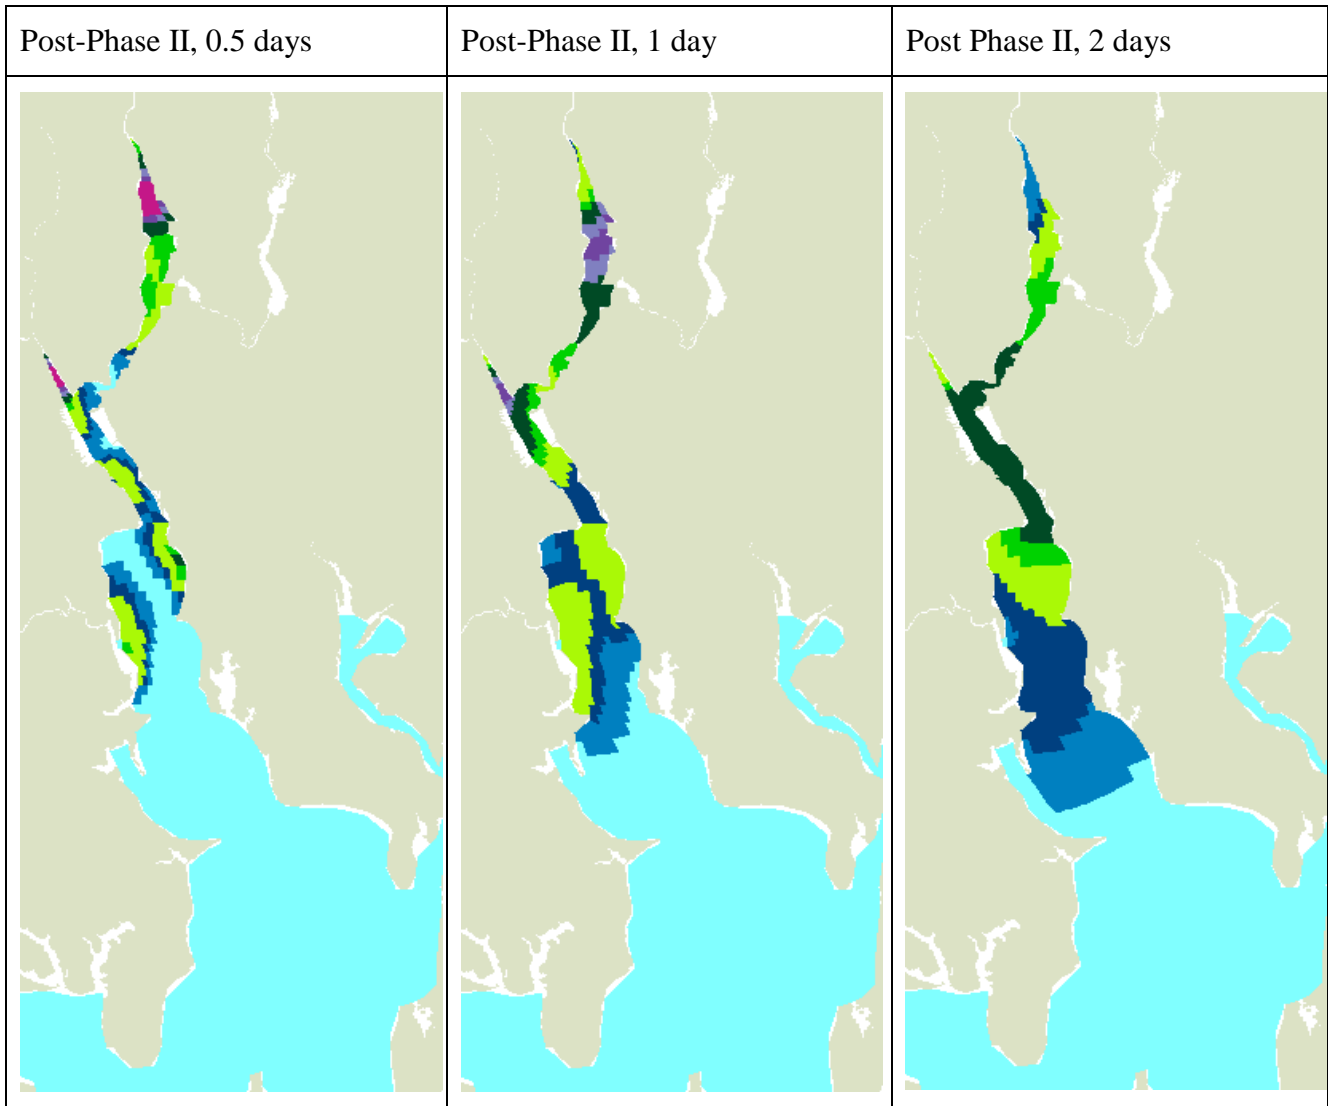 Post-Phase II, 0.5 days
Post-Phase II, 1 day
Post Phase II, 2 days